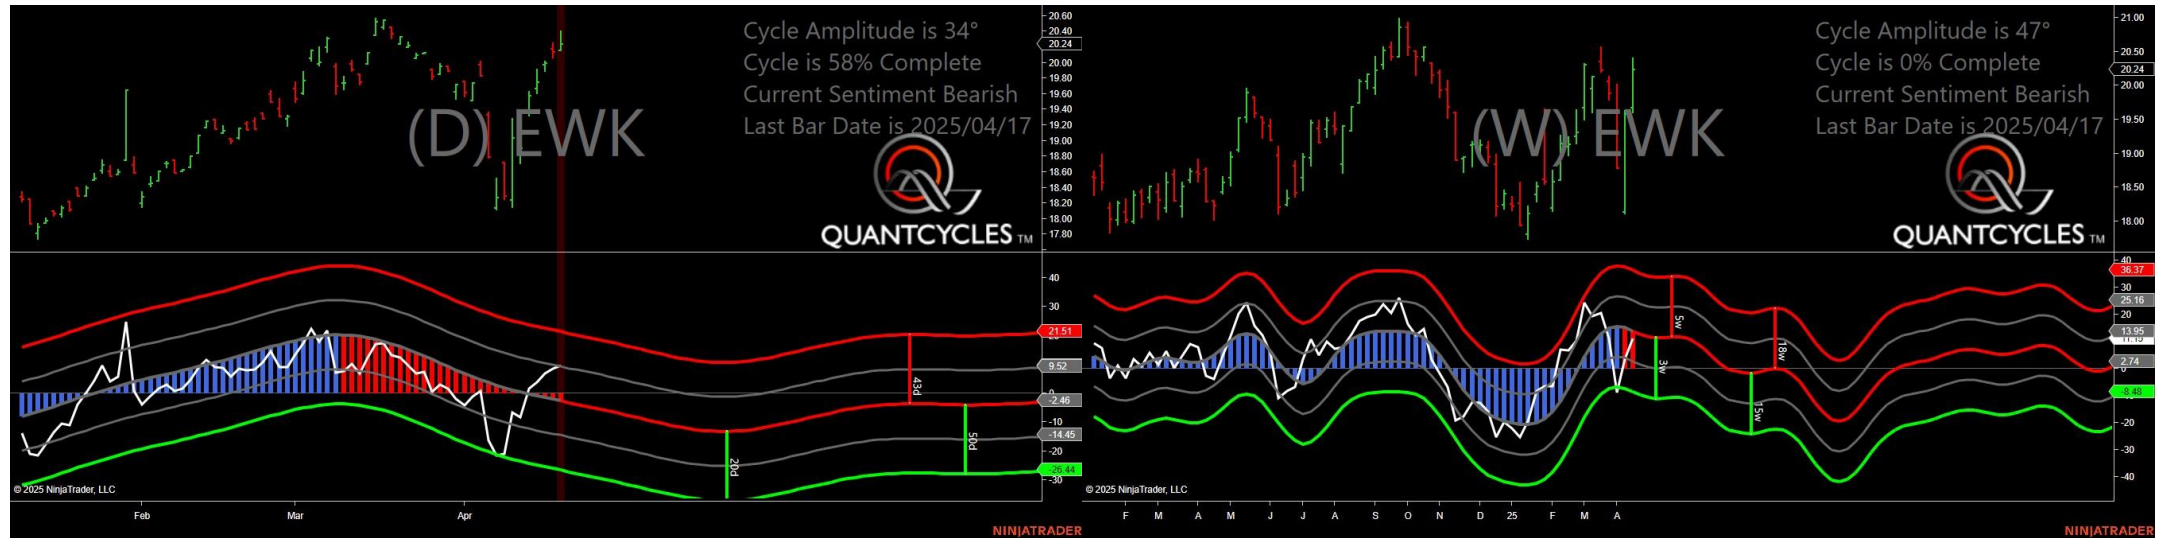 Cycle Amplitude is 34°
Cycle is 58% Complete
Current Sentiment Bearish
Last Bar Date is 2025/04/17
(D) EWK
QUANTCYCLES TM
20.60
20.40
20.24
20.00
19.80
19.60
19.40
19.20
19.00
18.80
18.60
18.40
18.20
18.00
17.80
40
30
21.51
9.52
0
-2.46
-10
-14.45
-20
-26.44
-30
43d
50d
20d
© 2025 NinjaTrader, LLC
Feb Mar Apr
NINJATRADER
Cycle Amplitude is 47°
Cycle is 0% Complete
Current Sentiment Bearish
Last Bar Date is 2025/04/17
(W) EWK
QUANTCYCLES TM
21.00
20.50
20.24
20.00
19.50
19.00
18.50
18.00
40
36.37
30
25.16
20
13.95
11.15
2.74
0
-8.48
-20
-30
-40
5w
3w
18w
15w
© 2025 NinjaTrader, LLC
F M A M J J A S O N D 25 F M A
NINJATRADER